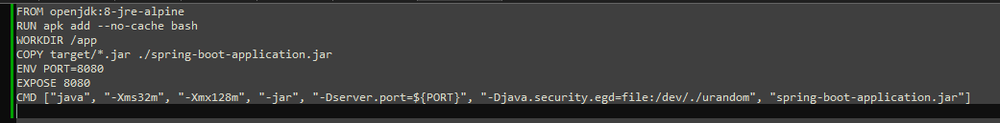 FROM openjdk:8-jre-alpine
RUN apk add --no-cache bash
WORKDIR /app
COPY target/*.jar ./spring-boot-application.jar
ENV PORT=8080
EXPOSE 8080
CMD ["java", "-Xms32m", "-Xmx128m", "-jar", "-Dserver.port=${PORT}", "-Djava.security.egd=file:/dev/./urandom", "spring-boot-application.jar"]